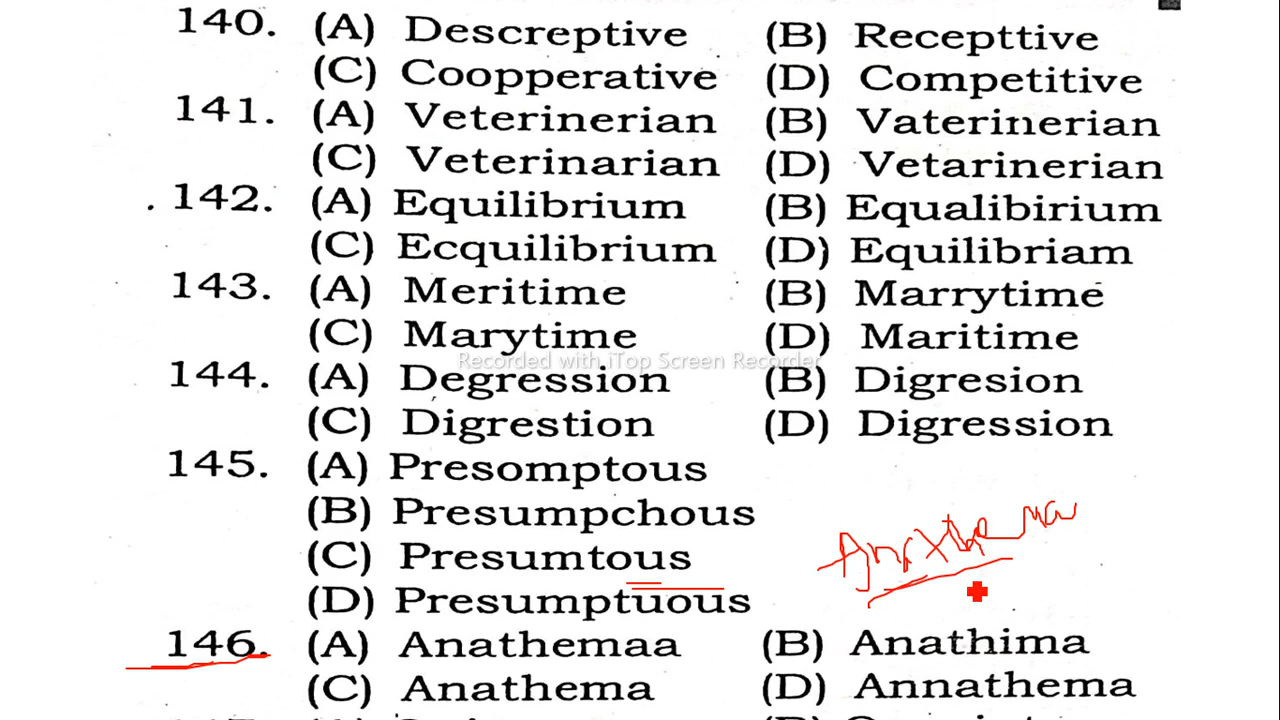 140. (A) Descreptive (B) Recepttive
(C) Coopperative (D) Competitive
141. (A) Veterinerian (B) Vaterinerian
(C) Veterinarian (D) Vetarinerian
142. (A) Equilibrium (B) Equalibirium
(C) Ecquilibrium (D) Equilibriam
143. (A) Meritime (B) Marrytime
(C) Marytime (D) Maritime
Recorded with iTop Screen Recorder
144. (A) Degression (B) Digresion
(C) Digrestion (D) Digression
145. (A) Presomptous
(B) Presumpchous
Anathema
(C) Presumtous
(D) Presumptuous
146. (A) Anathemaa (B) Anathima
(C) Anathema (D) Annathema